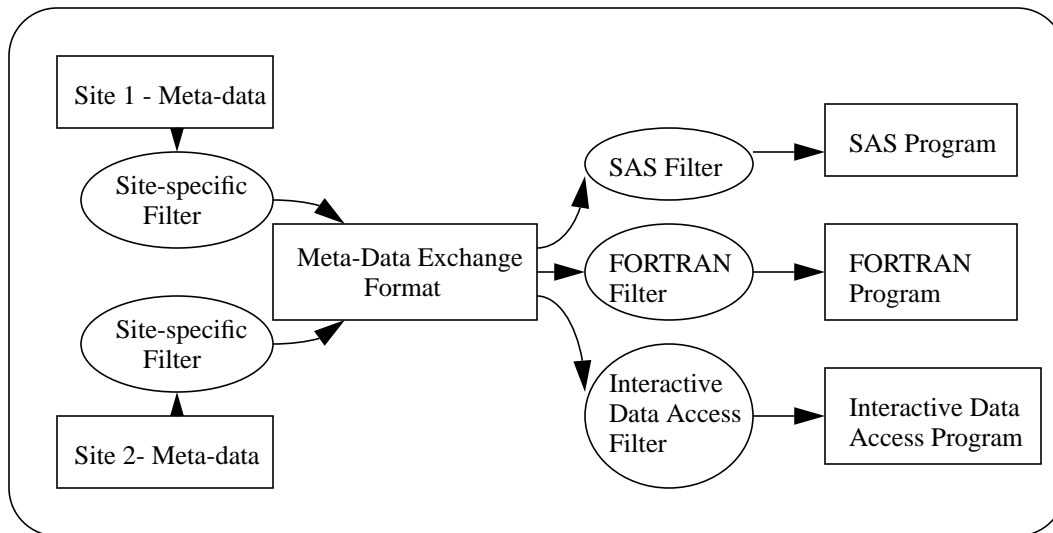 Site 1 - Meta-data
Site-specific
Filter
Site-specific
Filter
Site 2- Meta-data
Meta-Data Exchange
Format
SAS Filter
FORTRAN
Filter
Interactive
Data Access
Filter
SAS Program
FORTRAN
Program
Interactive Data
Access Program